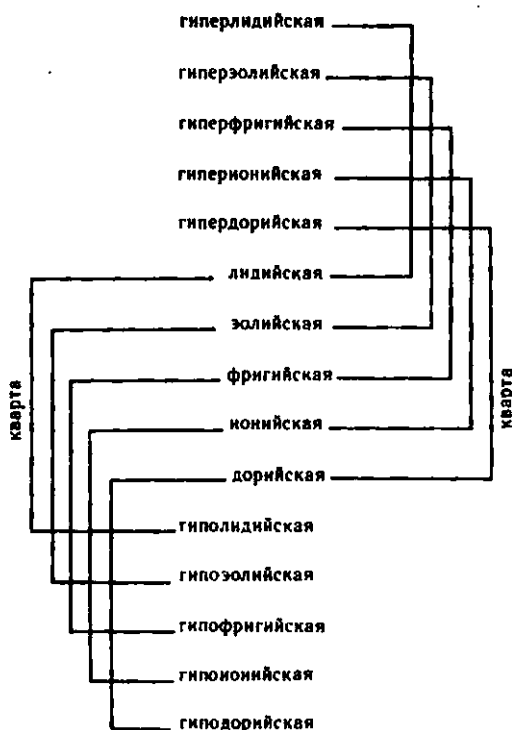 гиперлидийская
гиперэолийская
гиперфригийская
гиперионийская
гипердорийская
лидийская
эолийская
фригийская
ионийская
дорийская
гиполидийская
гипоэолийская
гипофригийская
гипоионийская
гиподорийская
кварта
кварта